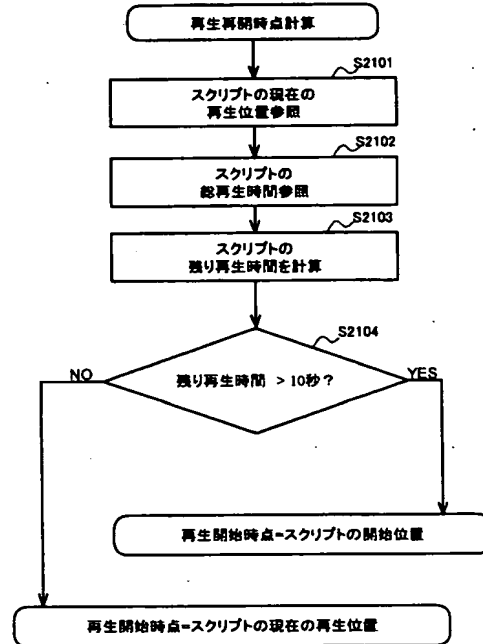 再生再開時点計算
S2101
スクリプトの現在の
再生位置参照
S2102
スクリプトの
総再生時間参照
S2103
スクリプトの
残り再生時間を計算
S2104
残り再生時間 > 10秒?
NO
YES
再生開始時点=スクリプトの開始位置
再生開始時点=スクリプトの現在の再生位置